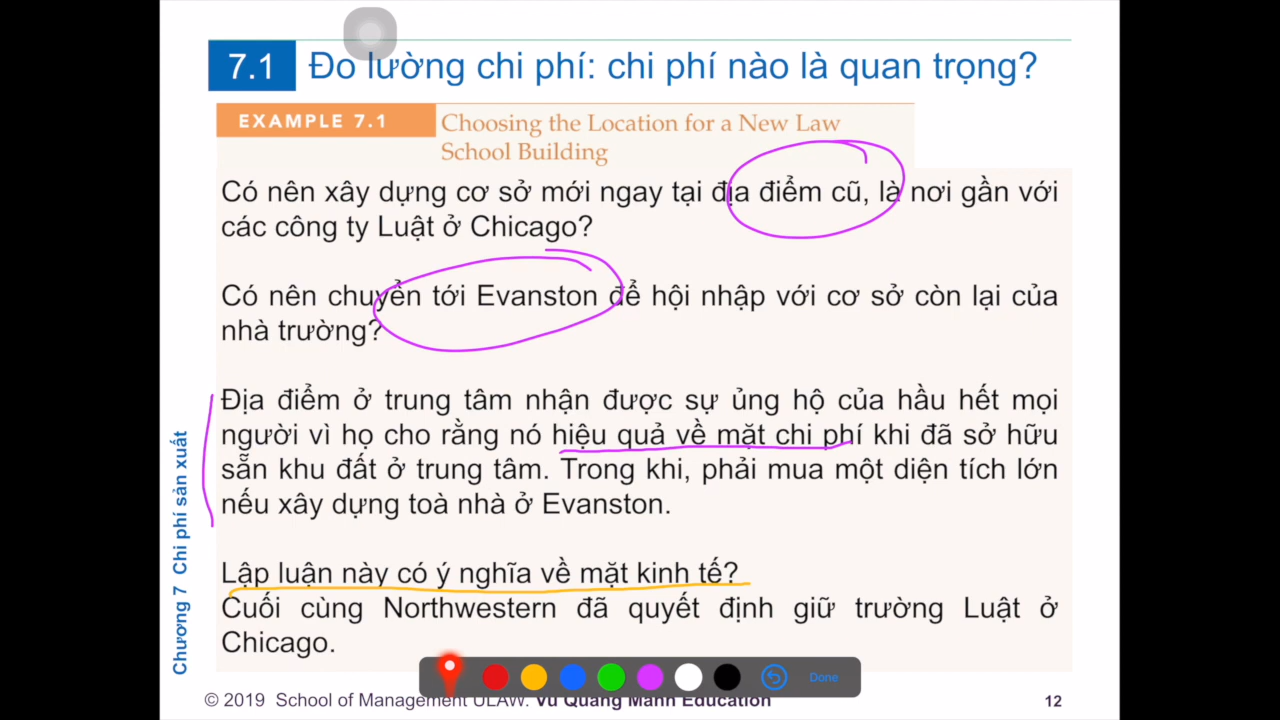 7.1 Đo lường chi phí: chi phí nào là quan trọng?
EXAMPLE 7.1 Choosing the Location for a New Law
School Building
Có nên xây dựng cơ sở mới ngay tại địa điểm cũ, là nơi gần với
các công ty Luật ở Chicago?
Có nên chuyển tới Evanston để hội nhập với cơ sở còn lại của
nhà trường?
Địa điểm ở trung tâm nhận được sự ủng hộ của hầu hết mọi
người vì họ cho rằng nó hiệu quả về mặt chi phí khi đã sở hữu
sẵn khu đất ở trung tâm. Trong khi, phải mua một diện tích lớn
nếu xây dựng toà nhà ở Evanston.
Lập luận này có ý nghĩa về mặt kinh tế?
Cuối cùng Northwestern đã quyết định giữ trường Luật ở
Chicago.
Chương 7 Chi phí sản xuất
Done
© 2019 School of Management ULAW. Vũ Quang Mạnh Education
12